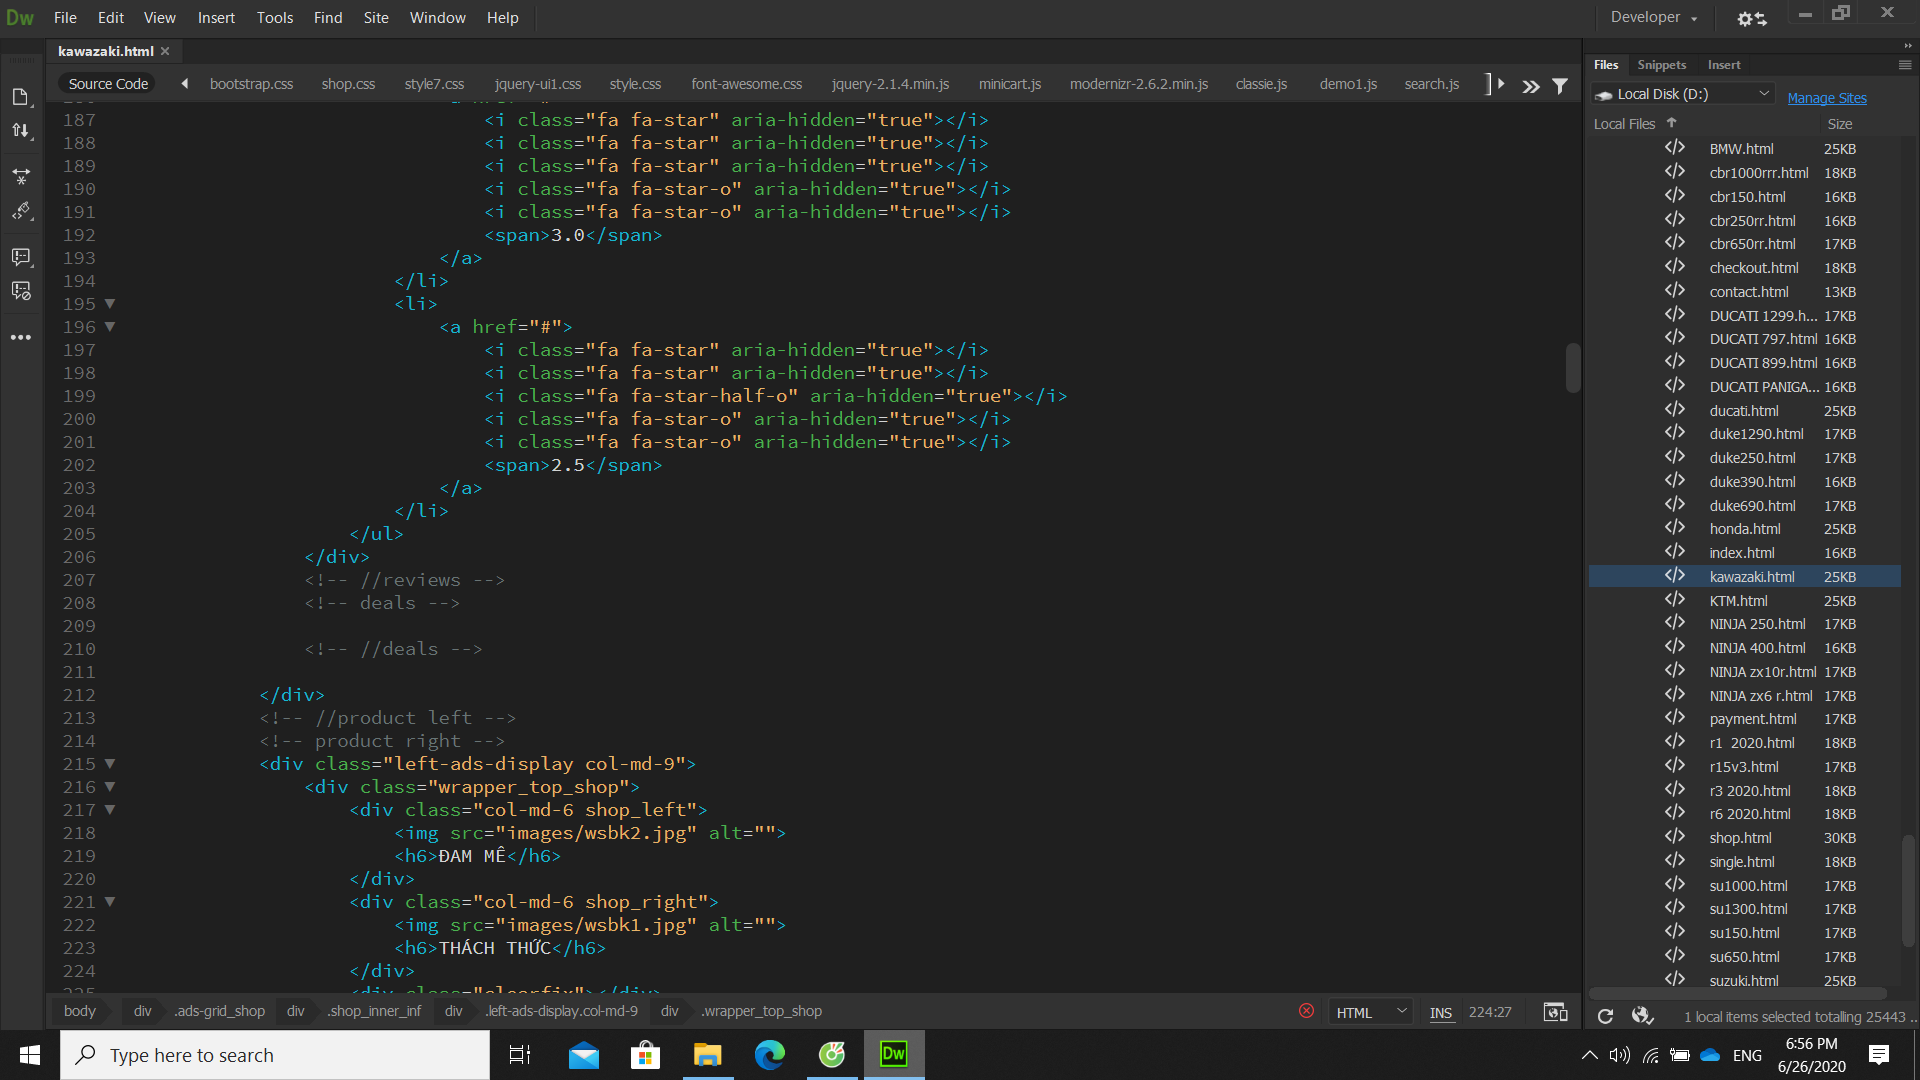 Dw File Edit View Insert Tools Find Site Window Help Developer
kawazaki.html
Source Code bootstrap.css shop.css style7.css jquery-ui1.css style.css font-awesome.css jquery-2.1.4.min.js minicart.js modernizr-2.6.2.min.js classie.js demo1.js search.js
187 <i class="fa fa-star" aria-hidden="true"></i>
188 <i class="fa fa-star" aria-hidden="true"></i>
189 <i class="fa fa-star" aria-hidden="true"></i>
190 <i class="fa fa-star-o" aria-hidden="true"></i>
191 <i class="fa fa-star-o" aria-hidden="true"></i>
192 <span>3.0</span>
193 </a>
194 </li>
195 <li>
196 <a href="#">
197 <i class="fa fa-star" aria-hidden="true"></i>
198 <i class="fa fa-star" aria-hidden="true"></i>
199 <i class="fa fa-star-half-o" aria-hidden="true"></i>
200 <i class="fa fa-star-o" aria-hidden="true"></i>
201 <i class="fa fa-star-o" aria-hidden="true"></i>
202 <span>2.5</span>
203 </a>
204 </li>
205 </ul>
206 </div>
207 <!-- //reviews -->
208 <!-- deals -->
209
210 <!-- //deals -->
211
212 </div>
213 <!-- //product left -->
214 <!-- product right -->
215 <div class="left-ads-display col-md-9">
216 <div class="wrapper_top_shop">
217 <div class="col-md-6 shop_left">
218 <img src="images/wsbk2.jpg" alt="">
219 <h6>ĐAM MÊ</h6>
220 </div>
221 <div class="col-md-6 shop_right">
222 <img src="images/wsbk1.jpg" alt="">
223 <h6>THÁCH THỨC</h6>
224 </div>
225 <div class="clearfix"></div>
body div .ads-grid_shop div .shop_inner_inf div .left-ads-display.col-md-9 div .wrapper_top_shop HTML INS 224:27
Files Snippets Insert
Local Disk (D:) Manage Sites
Local Files Size
BMW.html 25KB
cbr1000rrr.html 18KB
cbr150.html 16KB
cbr250rr.html 16KB
cbr650rr.html 17KB
checkout.html 18KB
contact.html 13KB
DUCATI 1299.h... 17KB
DUCATI 797.html 17KB
DUCATI 899.html 16KB
DUCATI PANIGA... 16KB
ducati.html 25KB
duke1290.html 17KB
duke250.html 17KB
duke390.html 16KB
duke690.html 17KB
honda.html 25KB
index.html 16KB
kawazaki.html 25KB
KTM.html 25KB
NINJA 250.html 17KB
NINJA 400.html 16KB
NINJA zx10r.html 17KB
NINJA zx6 r.html 17KB
payment.html 17KB
r1 2020.html 18KB
r15v3.html 17KB
r3 2020.html 18KB
r6 2020.html 18KB
shop.html 30KB
single.html 18KB
su1000.html 17KB
su1300.html 17KB
su150.html 17KB
su650.html 17KB
suzuki.html 25KB
1 local items selected totalling 25443 ..
Type here to search
Dw
ENG
6:56 PM
6/26/2020